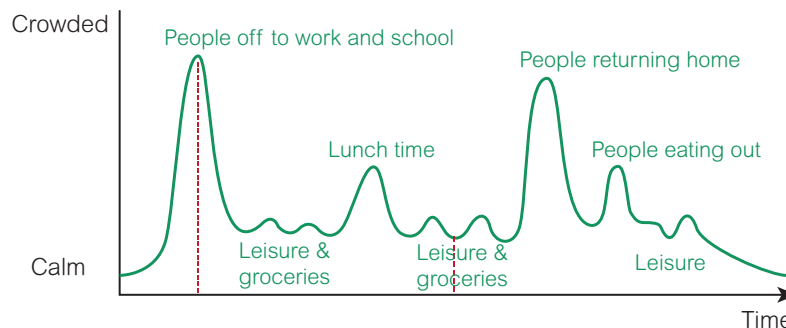 Crowded
People off to work and school
People returning home
Lunch time
People eating out
Leisure &
groceries
Leisure &
groceries
Leisure
Calm
Time